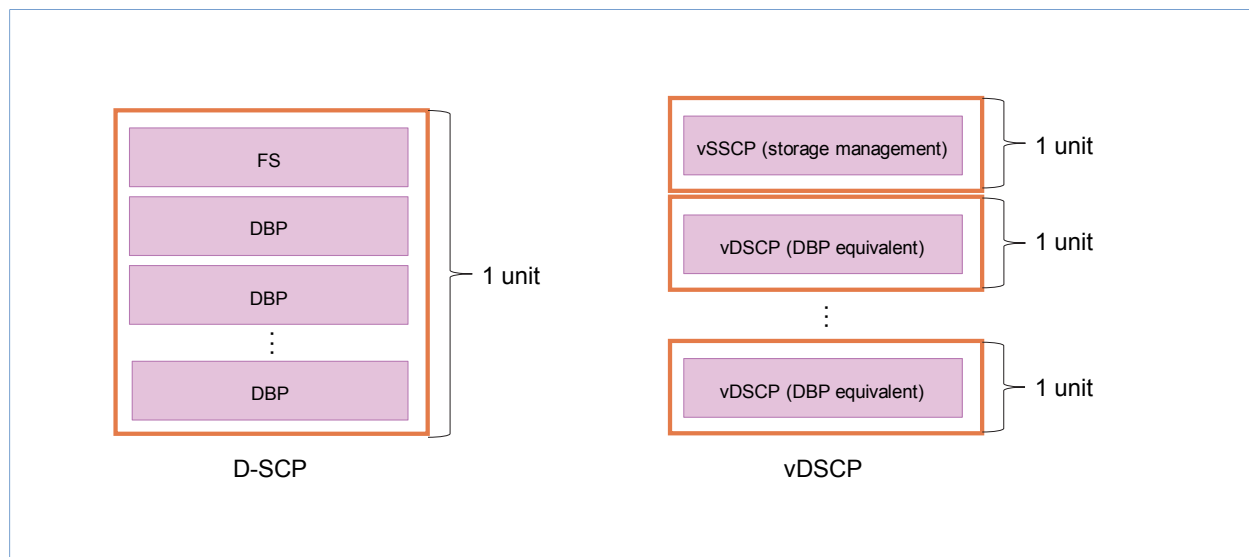 FS
DBP
DBP
⋮
DBP
1 unit
D-SCP
vSSCP (storage management)
1 unit
vDSCP (DBP equivalent)
1 unit
⋮
vDSCP (DBP equivalent)
1 unit
vDSCP